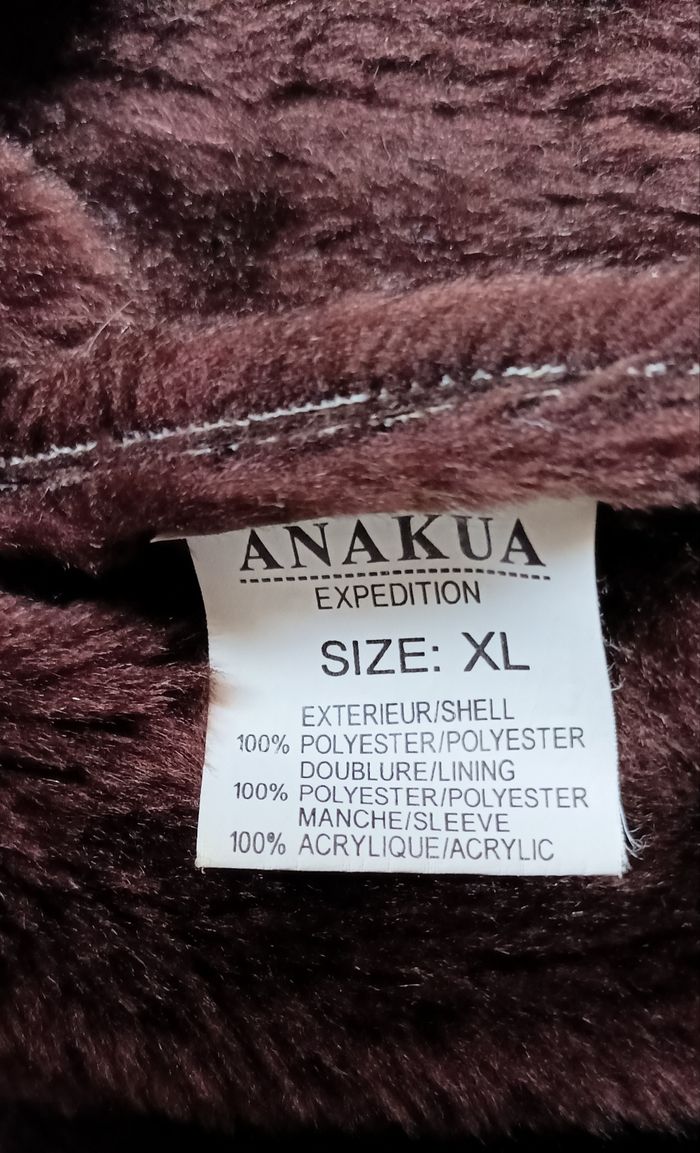 ANAKUA
EXPEDITION
SIZE: XL
EXTERIEUR/SHELL
100% POLYESTER/POLYESTER
DOUBLURE/LINING
100% POLYESTER/POLYESTER
MANCHE/SLEEVE
100% ACRYLIQUE/ACRYLIC